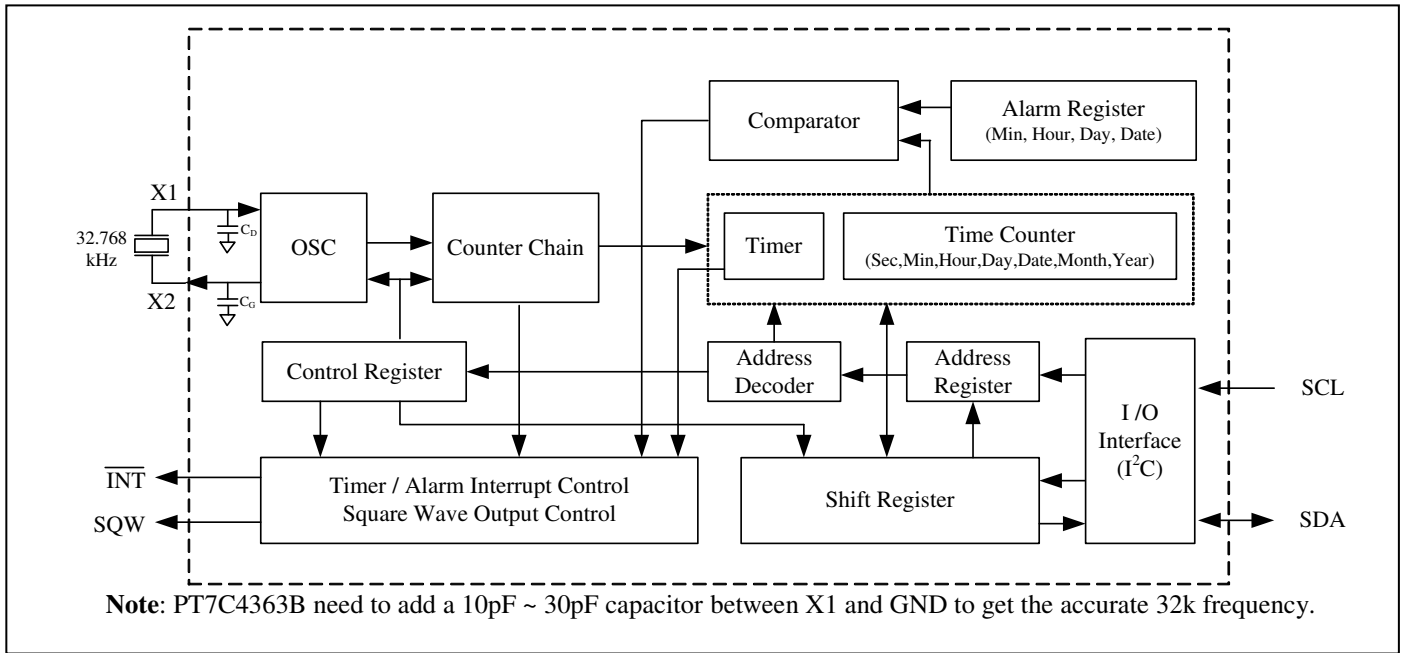 Comparator
Alarm Register
(Min, Hour, Day, Date)
X1
C_D
32.768
kHz
OSC
Counter Chain
Timer
Time Counter
(Sec,Min,Hour,Day,Date,Month,Year)
X2
C_G
Control Register
Address
Decoder
Address
Register
I /O
Interface
(I²C)
SCL
INT
SQW
Timer / Alarm Interrupt Control
Square Wave Output Control
Shift Register
SDA
Note: PT7C4363B need to add a 10pF ~ 30pF capacitor between X1 and GND to get the accurate 32k frequency.